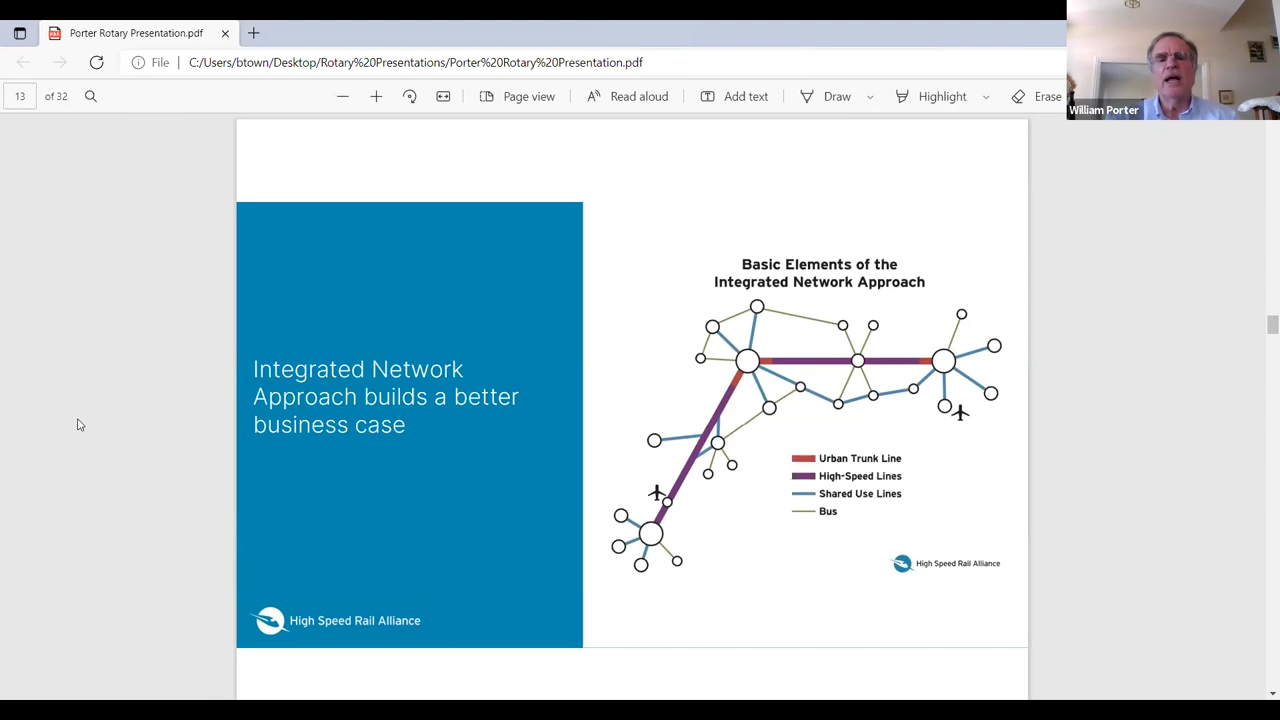 Porter Rotary Presentation.pdf
File
C:/Users/btown/Desktop/Rotary%20Presentations/Porter%20Rotary%20Presentation.pdf
13 of 32
Page view
Read aloud
Add text
Draw
Highlight
Erase
William Porter
Integrated Network
Approach builds a better
business case
High Speed Rail Alliance
Basic Elements of the
Integrated Network Approach
Urban Trunk Line
High-Speed Lines
Shared Use Lines
Bus
High Speed Rail Alliance